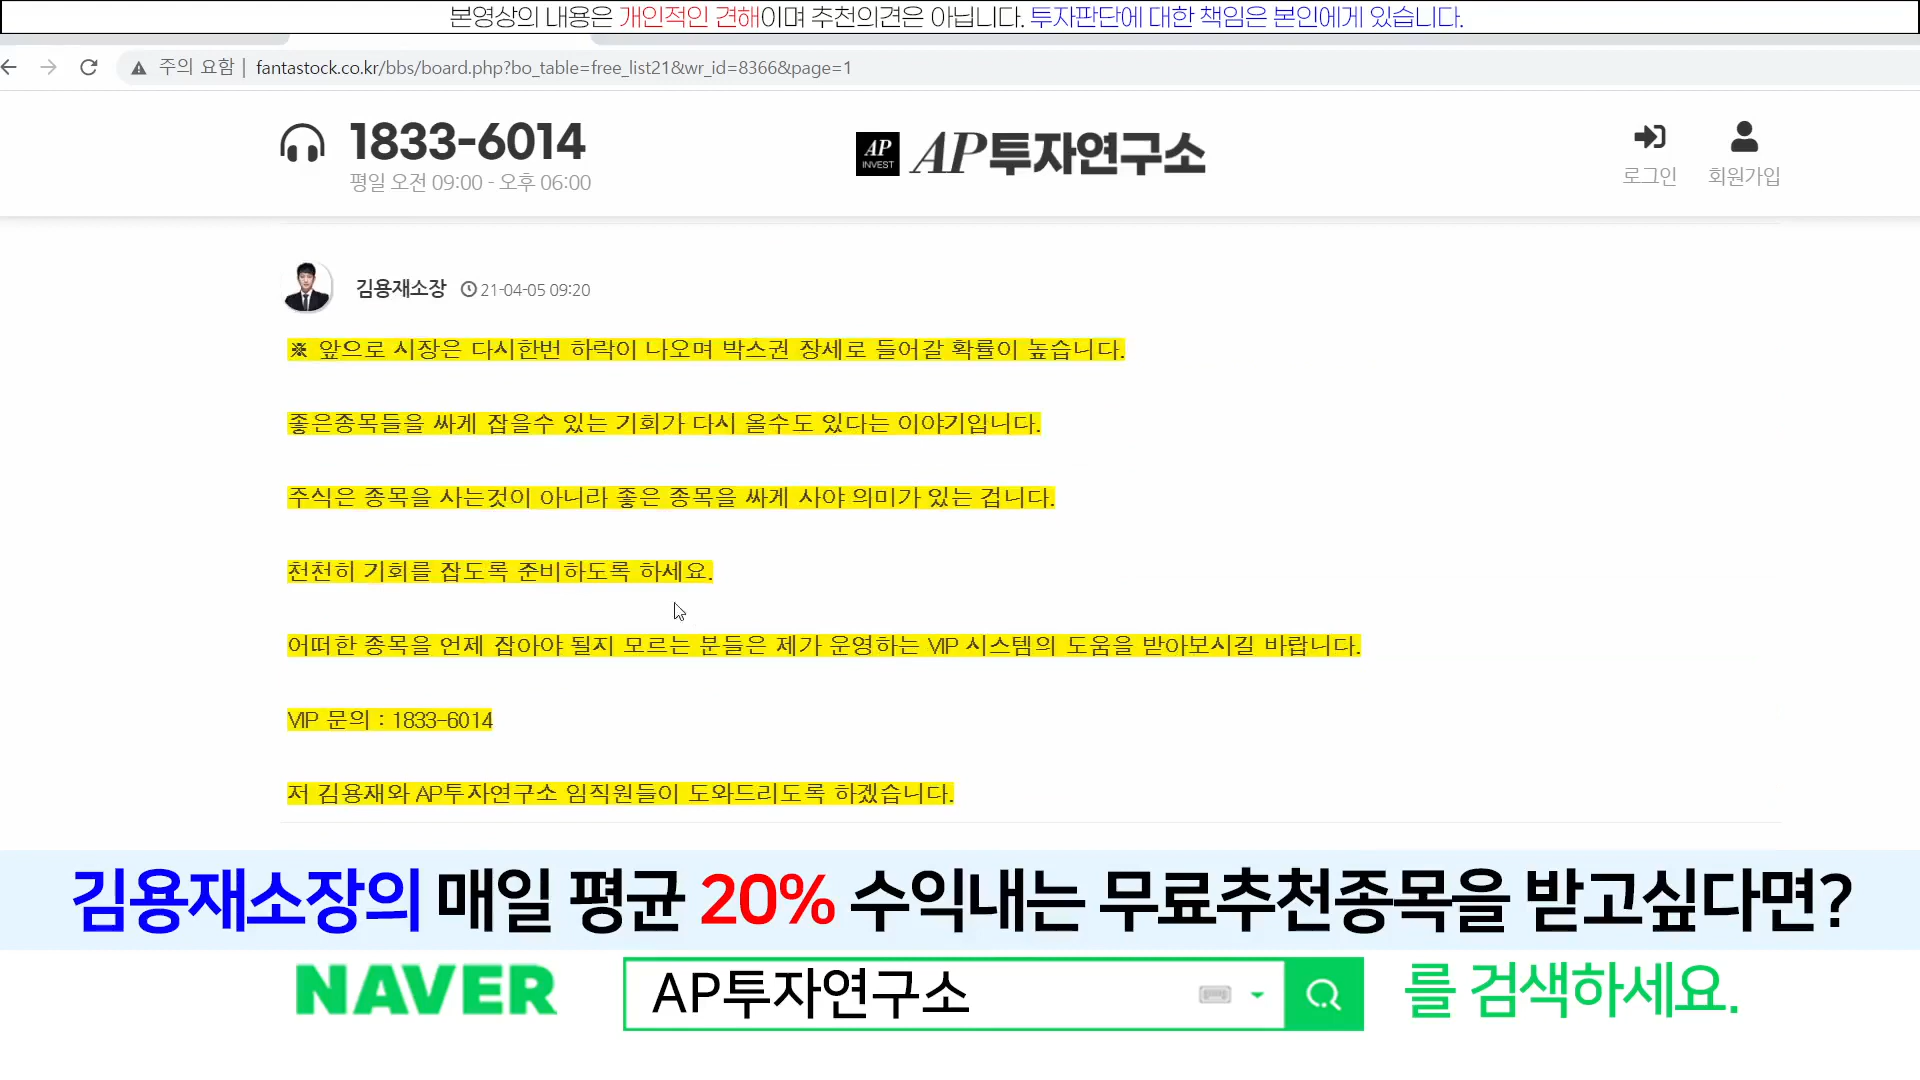 본영상의 내용은 개인적인 견해이며 추천의견은 아닙니다. 투자판단에 대한 책임은 본인에게 있습니다.
주의 요함 | fantastock.co.kr/bbs/board.php?bo_table=free_list21&wr_id=8366&page=1
1833-6014
평일 오전 09:00 - 오후 06:00
AP INVEST AP투자연구소
로그인 회원가입
김용재소장 21-04-05 09:20
※ 앞으로 시장은 다시한번 하락이 나오며 박스권 장세로 들어갈 확률이 높습니다.
좋은종목들을 싸게 잡을수 있는 기회가 다시 올수도 있다는 이야기입니다.
주식은 종목을 사는것이 아니라 좋은 종목을 싸게 사야 의미가 있는 겁니다.
천천히 기회를 잡도록 준비하도록 하세요.
어떠한 종목을 언제 잡아야 될지 모르는 분들은 제가 운영하는 VIP 시스템의 도움을 받아보시길 바랍니다.
VIP 문의 : 1833-6014
저 김용재와 AP투자연구소 임직원들이 도와드리도록 하겠습니다.
김용재소장의 매일 평균 20% 수익내는 무료추천종목을 받고싶다면?
NAVER AP투자연구소 를 검색하세요.